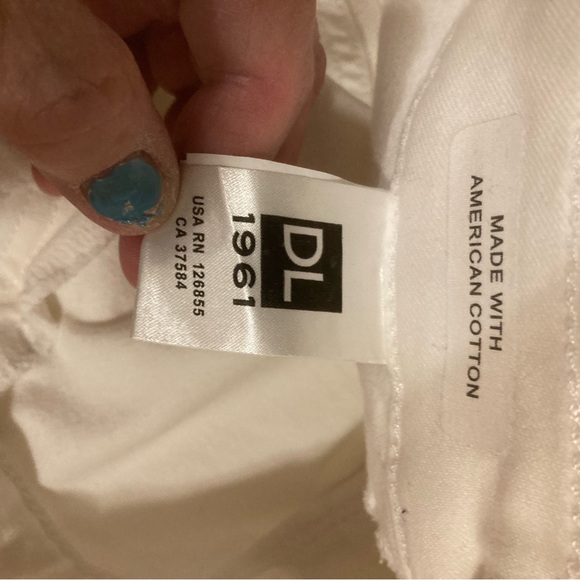 DL
1961
USA RN 126855
CA 37584
MADE WITH
AMERICAN COTTON